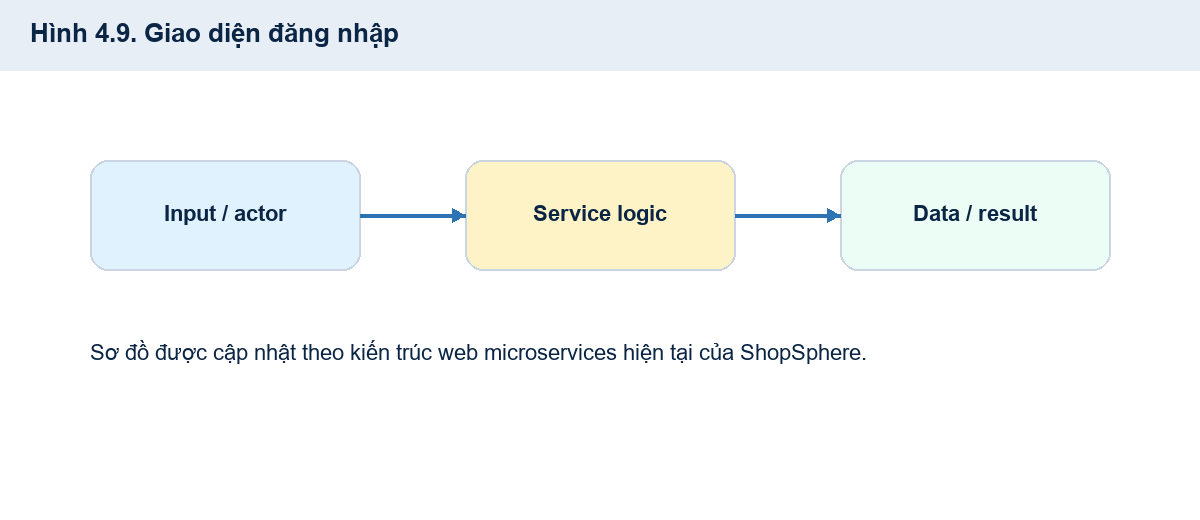 Hình 4.9. Giao diện đăng nhập
Input / actor
Service logic
Data / result
Sơ đồ được cập nhật theo kiến trúc web microservices hiện tại của ShopSphere.